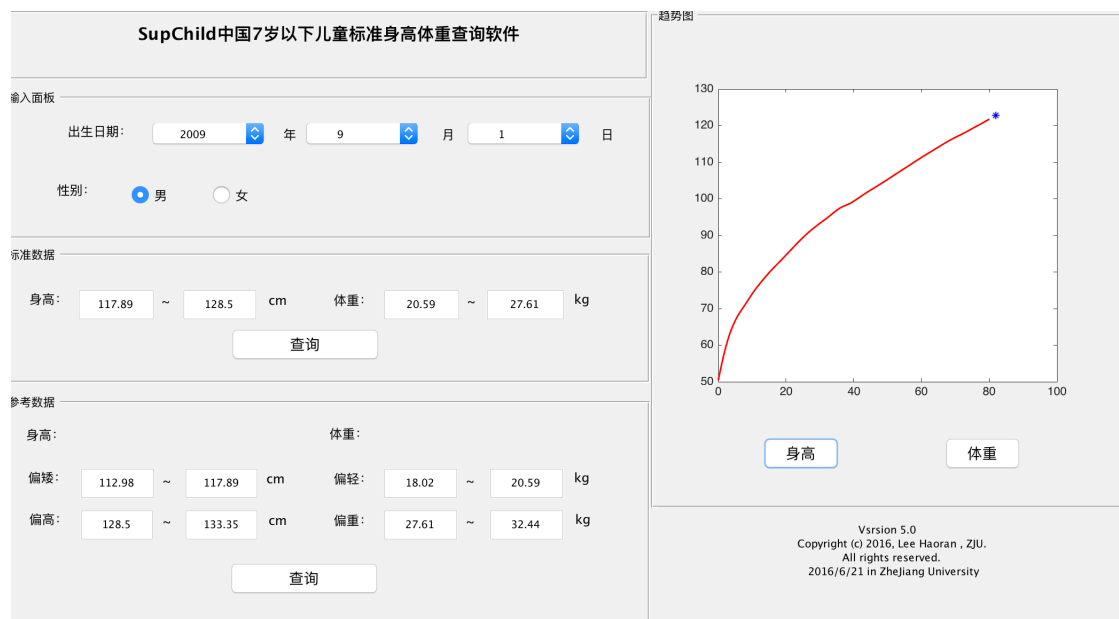 SupChild中国7岁以下儿童标准身高体重查询软件
输入面板
出生日期： 2009 年 9 月 1 日
性别： 男 女
标准数据
身高： 117.89 ~ 128.5 cm 体重： 20.59 ~ 27.61 kg
查询
参考数据
身高： 体重：
偏矮： 112.98 ~ 117.89 cm 偏轻： 18.02 ~ 20.59 kg
偏高： 128.5 ~ 133.35 cm 偏重： 27.61 ~ 32.44 kg
查询
趋势图
130
120
110
100
90
80
70
60
50
0 20 40 60 80 100
身高 体重
Vsrsion 5.0
Copyright (c) 2016, Lee Haoran , ZJU.
All rights reserved.
2016/6/21 in ZheJiang University